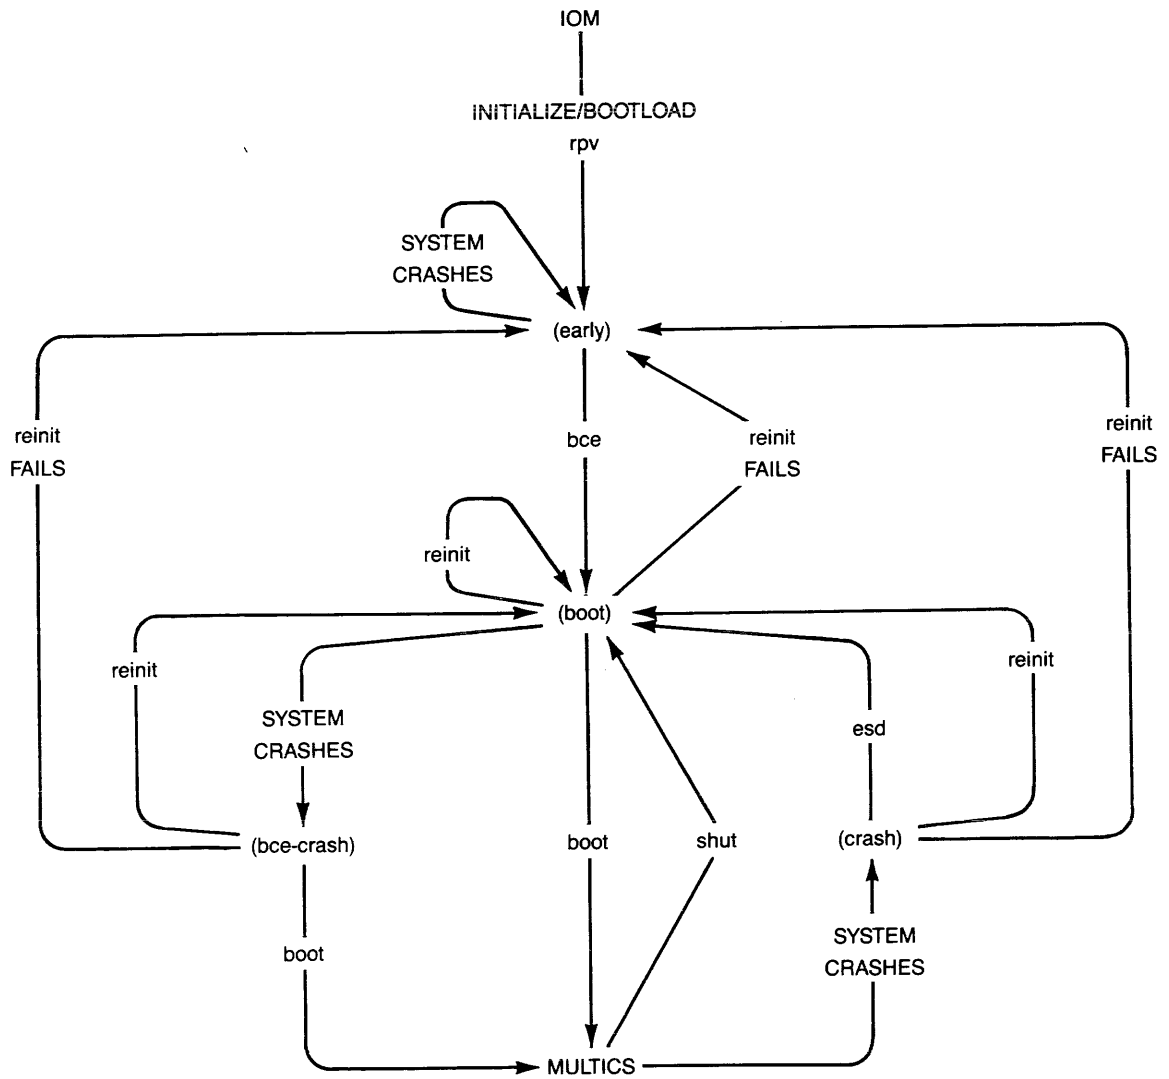 IOM
INITIALIZE/BOOTLOAD
rpv
SYSTEM
CRASHES
(early)
reinit
FAILS
bce
reinit
FAILS
reinit
FAILS
reinit
(boot)
reinit
SYSTEM
CRASHES
reinit
esd
(bce-crash)
boot
shut
(crash)
boot
SYSTEM
CRASHES
MULTICS